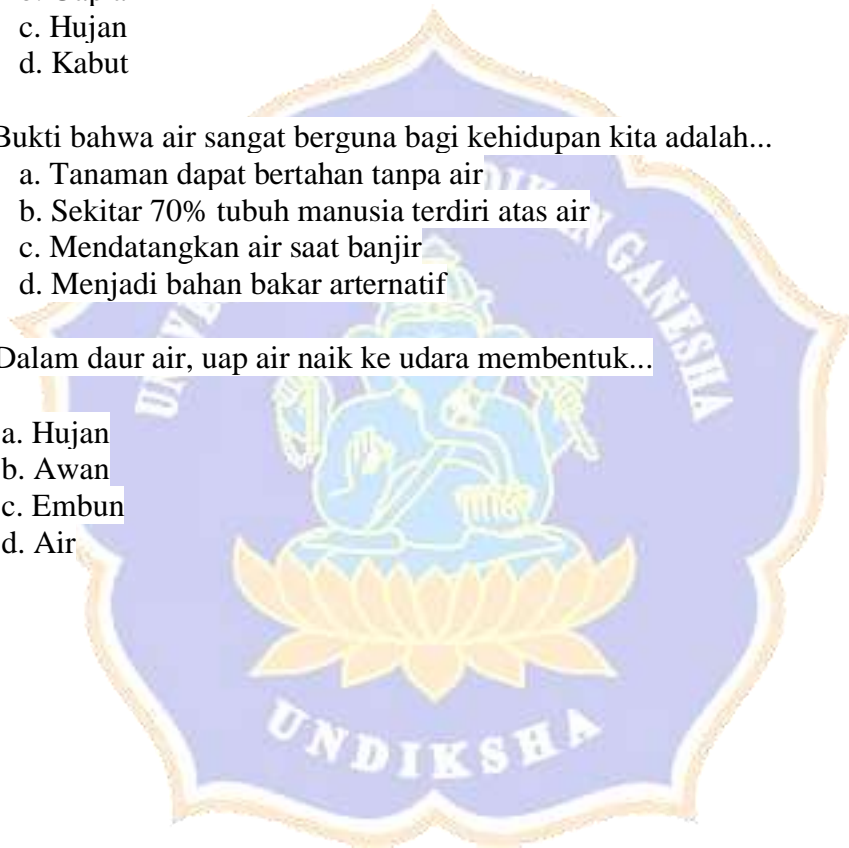 c. Hujan
d. Kabut
Bukti bahwa air sangat berguna bagi kehidupan kita adalah...
a. Tanaman dapat bertahan tanpa air
b. Sekitar 70% tubuh manusia terdiri atas air
c. Mendatangkan air saat banjir
d. Menjadi bahan bakar arternatif
Dalam daur air, uap air naik ke udara membentuk...
a. Hujan
b. Awan
c. Embun
d. Air
GANESHA
UNDIKSHA